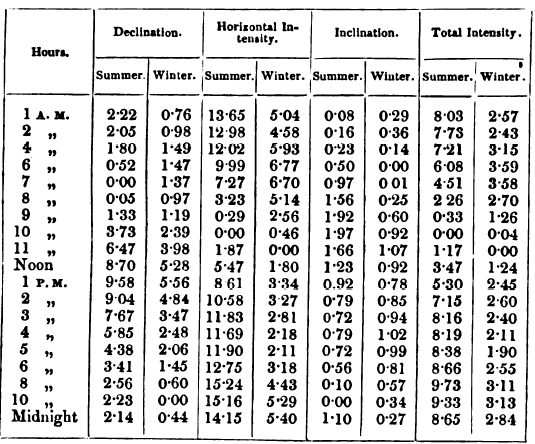 Hours. Declination. Horizontal Intensity. Inclination. Total Intensity.
Summer. Winter. Summer. Winter. Summer. Winter. Summer. Winter.
1 A. M. 2·22 0·76 13·65 5·04 0·08 0·29 8·03 2·57
2 „ 2·05 0·98 12·98 4·58 0·16 0·36 7·73 2·43
4 „ 1·80 1·49 12·02 5·93 0·23 0·14 7·21 3·15
6 „ 0·52 1·47 9·99 6·77 0·50 0·00 6·08 3·59
7 „ 0·00 1·37 7·27 6·70 0·97 0 01 4·51 3·58
8 „ 0·05 0·97 3·23 5·14 1·56 0·25 2 26 2·70
9 „ 1·33 1·19 0·29 2·56 1·92 0·60 0·33 1·26
10 „ 3·73 2·39 0·00 0·46 1·97 0·92 0·00 0·04
11 „ 6·47 3·98 1·87 0·00 1·66 1·07 1·17 0·00
Noon 8·70 5·28 5·47 1·80 1·23 0·92 3·47 1·24
1 P. M. 9·58 5·56 8 61 3·34 0.92 0·78 5·30 2·45
2 „ 9·04 4·84 10·58 3·27 0·79 0·85 7·15 2·60
3 „ 7·67 3·47 11·83 2·81 0·72 0·94 8·16 2·40
4 „ 5·85 2·48 11·69 2·18 0·79 1·02 8·19 2·11
5 „ 4·38 2·06 11·90 2·11 0·72 0·99 8·38 1·90
6 „ 3·41 1·45 12·75 3·18 0·56 0·81 8·66 2·55
8 „ 2·56 0·60 15·24 4·43 0·10 0·57 9·73 3·11
10 „ 2·23 0·00 15·16 5·29 0·00 0·34 9·33 3·13
Midnight 2·14 0·44 14·15 5·40 1·10 0·27 8·65 2·84